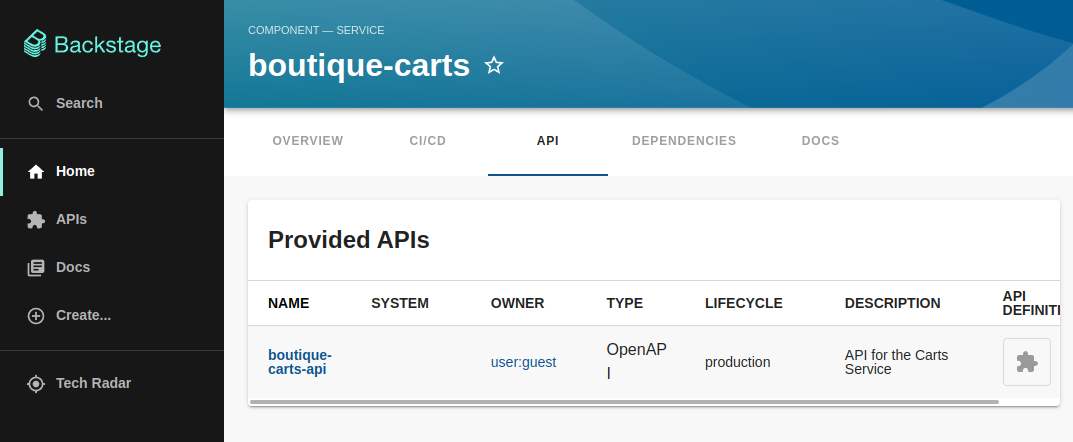 Backstage
Search
Home
APIs
Docs
Create...
Tech Radar
COMPONENT — SERVICE
boutique-carts
OVERVIEW CI/CD API DEPENDENCIES DOCS
Provided APIs
NAME SYSTEM OWNER TYPE LIFECYCLE DESCRIPTION API
DEFINITI
boutique-
carts-api
user:guest
OpenAP
I
production
API for the Carts
Service